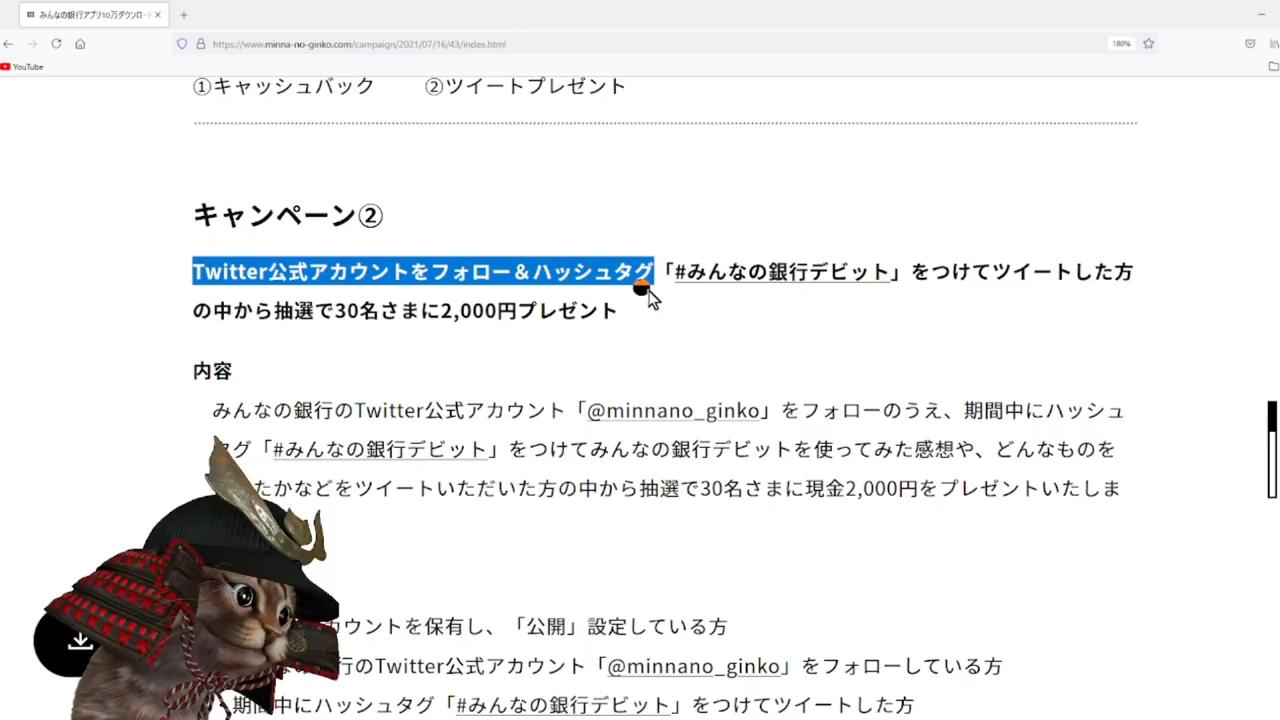 みんなの銀行アプリ10万ダウンロード
https://www.minna-no-ginko.com/campaign/2021/07/16/43/index.html
180%
YouTube
①キャッシュバック ②ツイートプレゼント
キャンペーン②
Twitter公式アカウントをフォロー＆ハッシュタグ「#みんなの銀行デビット」をつけてツイートした方
の中から抽選で30名さまに2,000円プレゼント
内容
みんなの銀行のTwitter公式アカウント「@minnano_ginko」をフォローのうえ、期間中にハッシュ
グ「#みんなの銀行デビット」をつけてみんなの銀行デビットを使ってみた感想や、どんなものを
たかなどをツイートいただいた方の中から抽選で30名さまに現金2,000円をプレゼントいたしま
カウントを保有し、「公開」設定している方
行のTwitter公式アカウント「@minnano_ginko」をフォローしている方
期間中にハッシュタグ「#みんなの銀行デビット」をつけてツイートした方